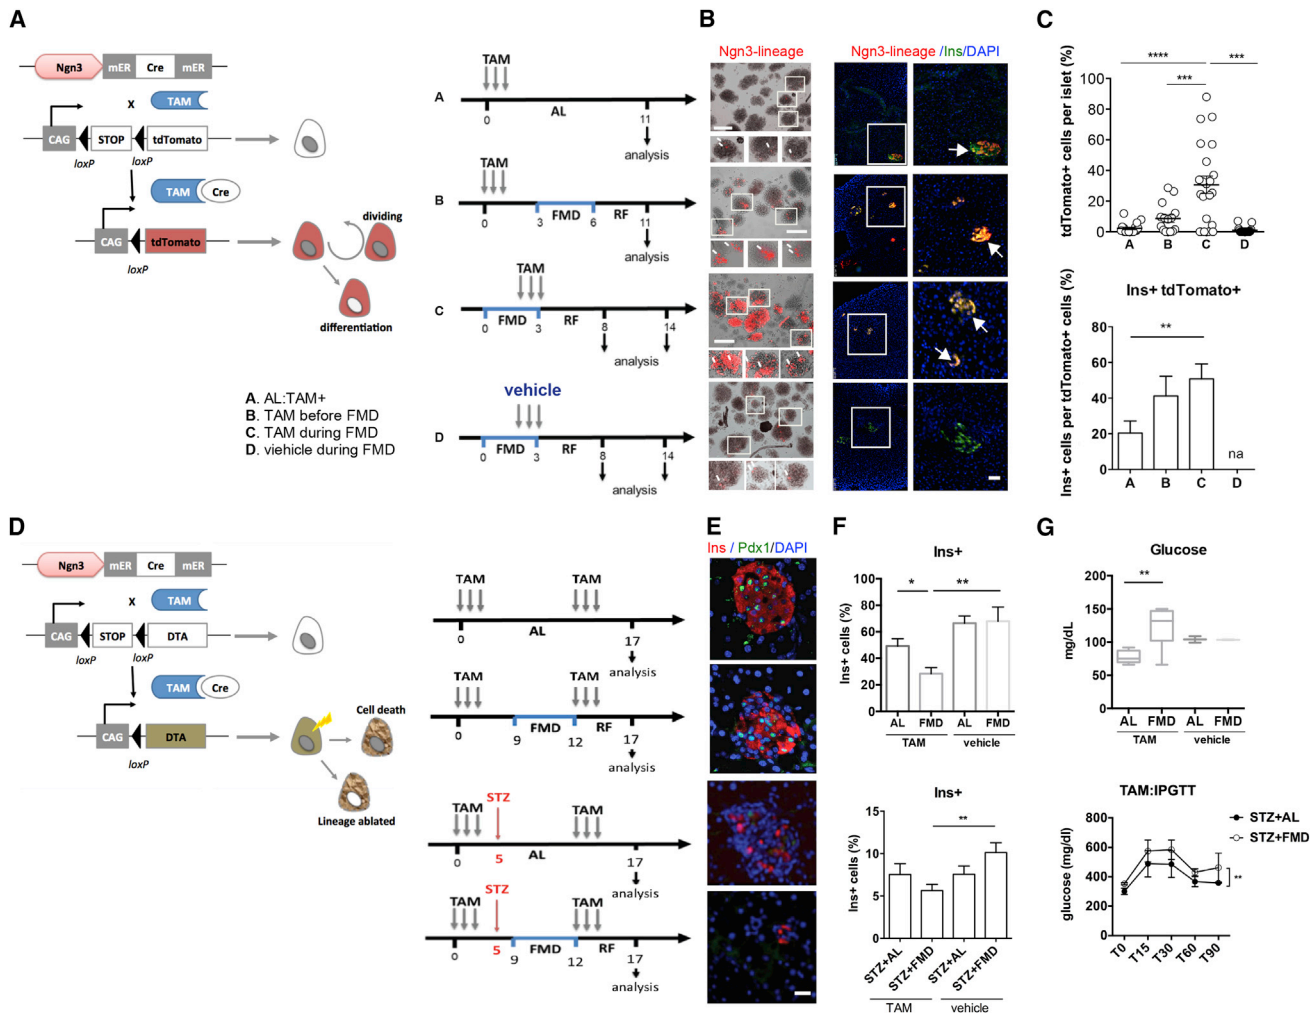 A
Ngn3
mER
Cre
mER
x
TAM
CAG
STOP
tdTomato
loxP
loxP
TAM
Cre
CAG
tdTomato
loxP
dividing
differentiation
A. AL:TAM+
B. TAM before FMD
C. TAM during FMD
D. viehicle during FMD
TAM
A
AL
0
11
analysis
TAM
B
0
3
FMD
6
RF
11
analysis
TAM
C
0
FMD
3
RF
8
14
analysis
vehicle
D
0
FMD
3
RF
8
14
analysis
B
Ngn3-lineage
Ngn3-lineage /Ins/DAPI
C
tdTomato+ cells per islet (%)
**** *** ***
100
80
60
40
20
0
A B C D
Ins+ tdTomato+
Ins+ cells per tdTomato+ cells (%)
**
80
60
40
20
0
na
A B C D
D
Ngn3
mER
Cre
mER
x
TAM
CAG
STOP
DTA
loxP
loxP
TAM
Cre
CAG
DTA
loxP
Cell death
Lineage ablated
TAM TAM
0
AL
17
analysis
TAM TAM
0
9
FMD
12
RF
17
analysis
TAM
STZ
TAM
0
5
AL
17
analysis
TAM
STZ
TAM
0
5
9
FMD
12
RF
17
analysis
E
Ins / Pdx1/DAPI
F
Ins+
Ins+ cells (%)
* **
100
80
60
40
20
0
AL FMD AL FMD
TAM vehicle
Ins+
Ins+ cells (%)
**
15
10
5
0
STZ+AL STZ+FMD STZ+AL STZ+FMD
TAM vehicle
G
Glucose
mg/dL
**
200
150
100
50
0
AL FMD AL FMD
TAM vehicle
TAM:IPGTT
glucose (mg/dl)
800
600
400
200
0
STZ+AL
STZ+FMD
**
T0 T15 T30 T60 T90